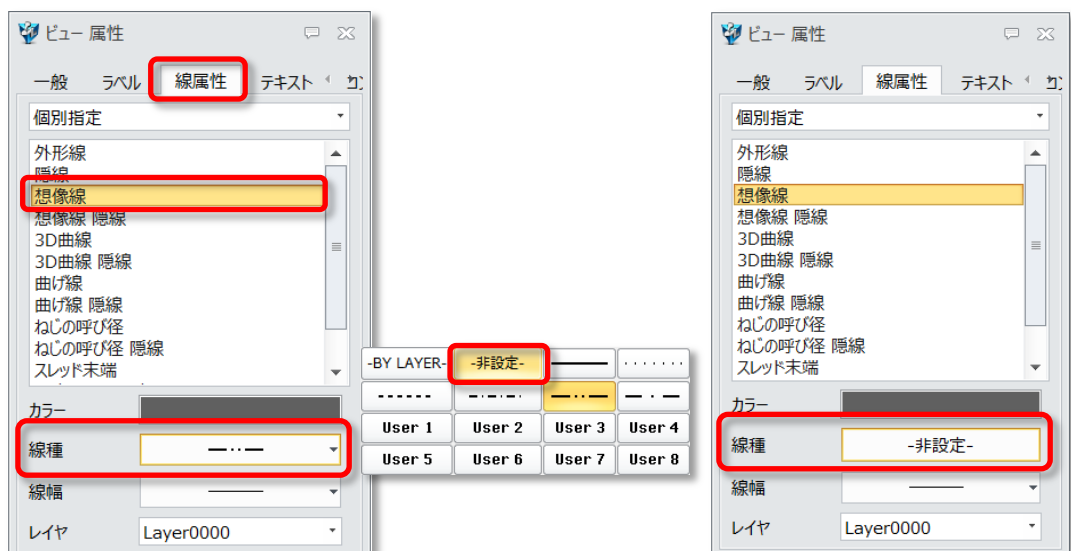 ビュー 属性
一般 ラベル 線属性 テキスト
個別指定
外形線
隠線
想像線
想像線 隠線
3D曲線
3D曲線 隠線
曲げ線
曲げ線 隠線
ねじの呼び径
ねじの呼び径 隠線
スレッド末端
カラー
線種
線幅
レイヤ Layer0000
-BY LAYER- -非設定-
User 1 User 2 User 3 User 4
User 5 User 6 User 7 User 8
ビュー 属性
一般 ラベル 線属性 テキスト
個別指定
外形線
隠線
想像線
想像線 隠線
3D曲線
3D曲線 隠線
曲げ線
曲げ線 隠線
ねじの呼び径
ねじの呼び径 隠線
スレッド末端
カラー
線種 -非設定-
線幅
レイヤ Layer0000